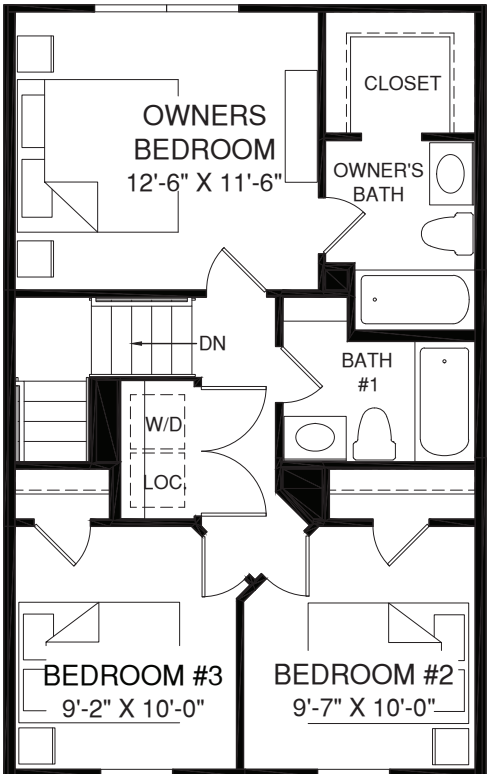 CLOSET
OWNERS
BEDROOM
12'-6" X 11'-6"
OWNER'S
BATH
DN
BATH
#1
W/D
LOC.
BEDROOM #3
9'-2" X 10'-0"
BEDROOM #2
9'-7" X 10'-0"